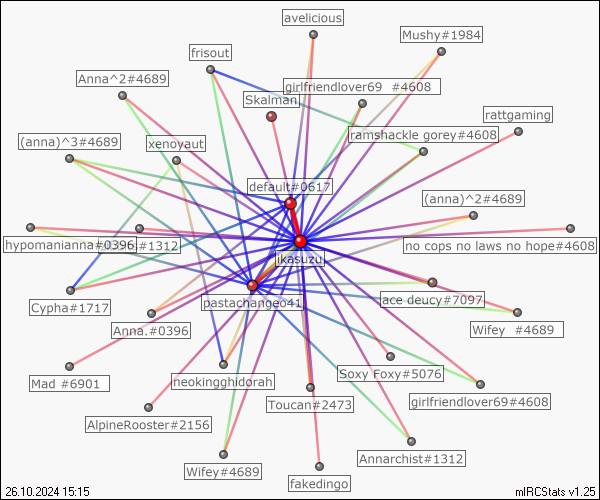 avelicious
Mushy#1984
frisout
Anna^2#4689
girlfriendlover69 #4608
Skalman
rattgaming
(anna)^3#4689
xenoyaut
ramshackle gorey#4608
default#0617
(anna)^2#4689
hypomanianna#0396
#1312
no cops no laws no hope#4608
ikasuzu
pastachangeo41
ace deucy#7097
Cypha#1717
Anna.#0396
Wifey #4689
Mad #6901
neokingghidorah
Soxy Foxy#5076
Toucan#2473
girlfriendlover69#4608
AlpineRooster#2156
Annarchist#1312
Wifey#4689
fakedingo
26.10.2024 15:15
mIRCStats v1.25